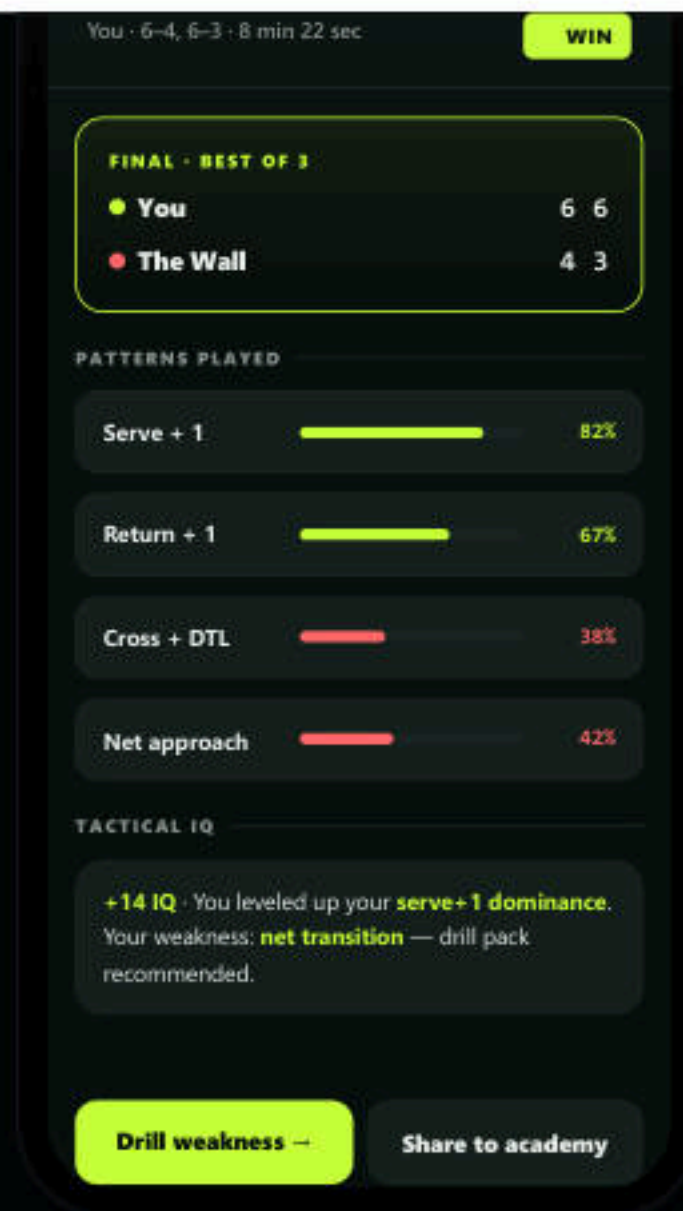 You · 6–4, 6–3 · 8 min 22 sec
WIN
FINAL · BEST OF 3
You 6 6
The Wall 4 3
PATTERNS PLAYED
Serve + 1 82%
Return + 1 67%
Cross + DTL 38%
Net approach 42%
TACTICAL IQ
+14 IQ · You leveled up your serve+1 dominance.
Your weakness: net transition — drill pack
recommended.
Drill weakness →
Share to academy